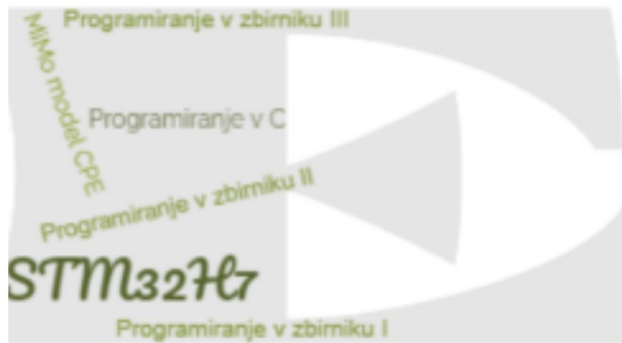 Programiranje v zbirniku III
MiMo model CPE
Programiranje v C
Programiranje v zbirniku II
STM32H7
Programiranje v zbirniku I